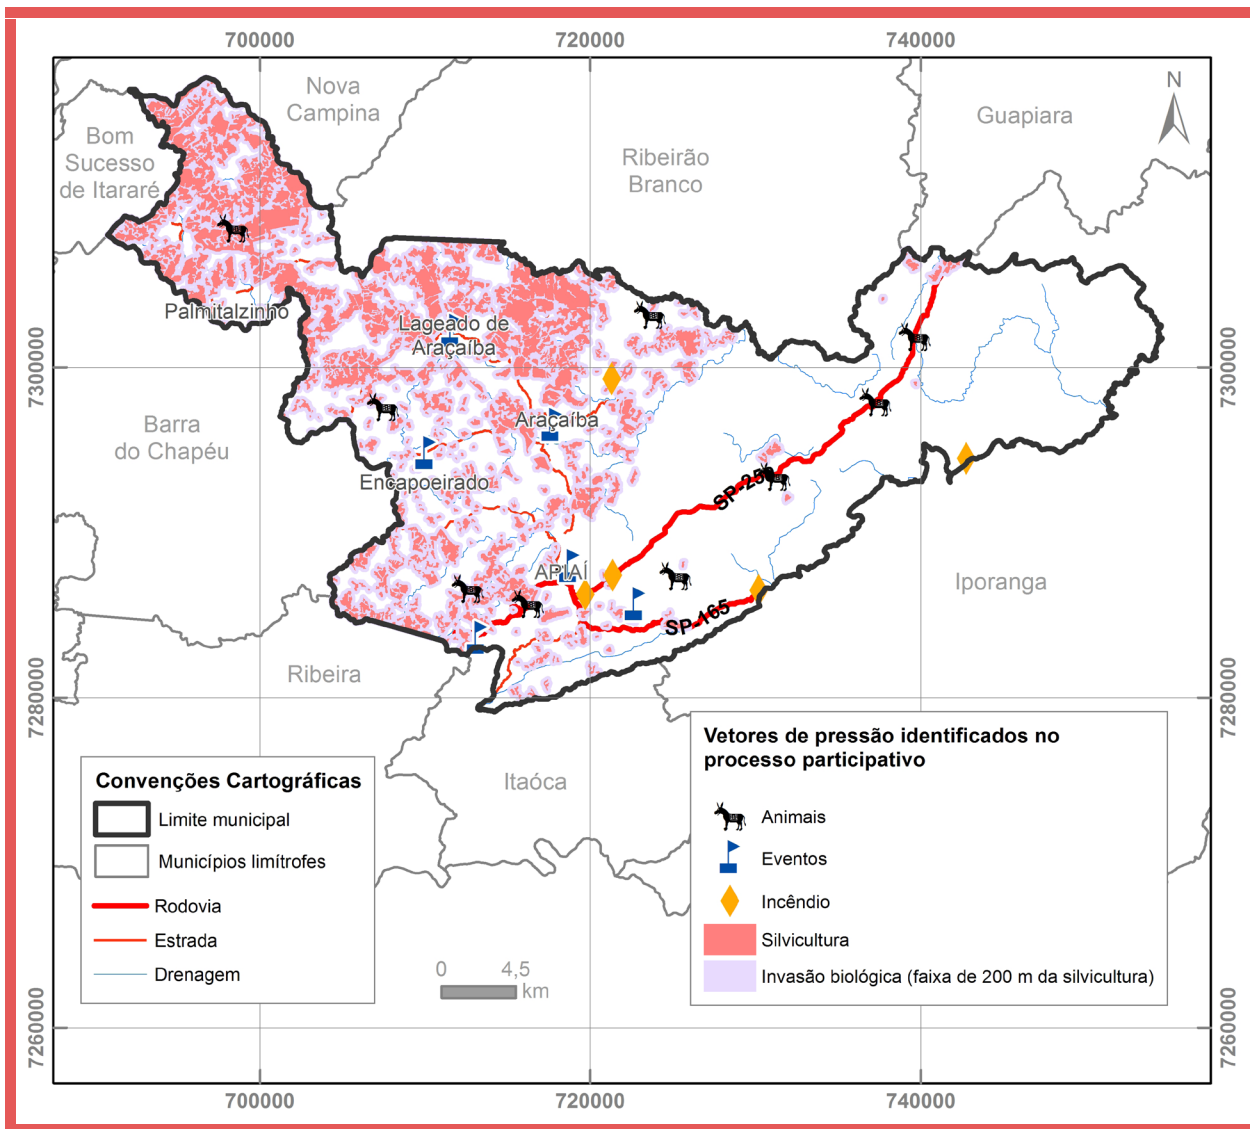 700000
720000
740000
Nova
Campina
Guapiara
N
Bom
Sucesso
de Itararé
Ribeirão
Branco
Palmitalzinho
Lageado de
Araçaíba
7300000
7300000
Araçaíba
Barra
do Chapéu
Encapoeirado
SP-250
APIAÍ
Iporanga
SP-165
Ribeira
7280000
7280000
Itaóca
Convenções Cartográficas
Limite municipal
Municípios limítrofes
Rodovia
Estrada
Drenagem
0 4,5
km
Vetores de pressão identificados no
processo participativo
Animais
Eventos
Incêndio
Silvicultura
Invasão biológica (faixa de 200 m da silvicultura)
7260000
7260000
700000
720000
740000